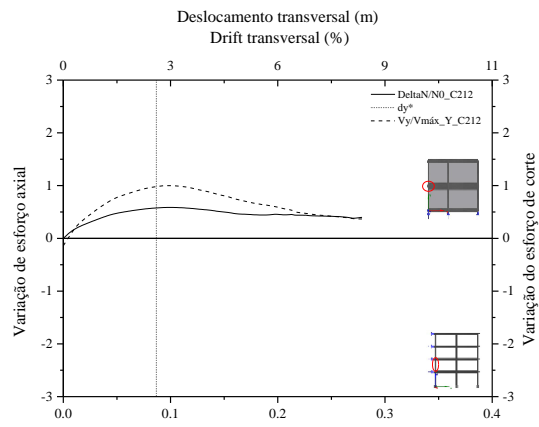 Deslocamento transversal (m)
Drift transversal (%)
0 3 6 9 11
3 3
2 2
1 1
0 0
-1 -1
-2 -2
-3 -3
DeltaN/N0_C212
dy*
Vy/Vmáx_Y_C212
Variação de esforço axial
Variação do esforço de corte
0.0 0.1 0.2 0.3 0.4